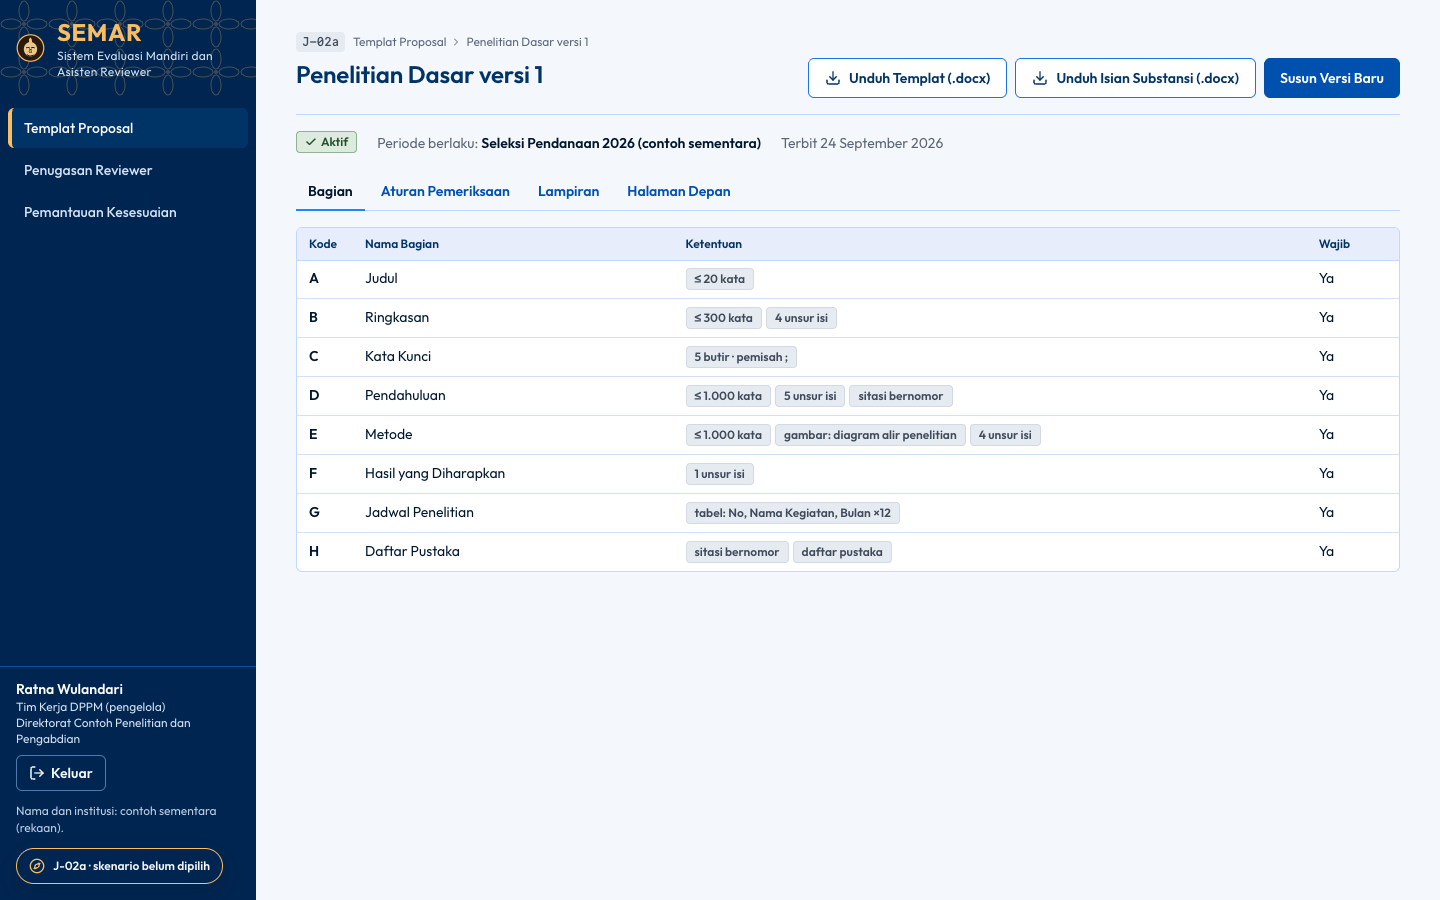 SEMAR
Sistem Evaluasi Mandiri dan
Asisten Reviewer
Templat Proposal
Penugasan Reviewer
Pemantauan Kesesuaian
Ratna Wulandari
Tim Kerja DPPM (pengelola)
Direktorat Contoh Penelitian dan
Pengabdian
Keluar
Nama dan institusi: contoh sementara
(rekaan).
J-02a · skenario belum dipilih
J-02a Templat Proposal > Penelitian Dasar versi 1
Penelitian Dasar versi 1
Unduh Templat (.docx)
Unduh Isian Substansi (.docx)
Susun Versi Baru
Aktif Periode berlaku: Seleksi Pendanaan 2026 (contoh sementara) Terbit 24 September 2026
Bagian Aturan Pemeriksaan Lampiran Halaman Depan
Kode Nama Bagian Ketentuan Wajib
A Judul ≤ 20 kata Ya
B Ringkasan ≤ 300 kata 4 unsur isi Ya
C Kata Kunci 5 butir · pemisah ; Ya
D Pendahuluan ≤ 1.000 kata 5 unsur isi sitasi bernomor Ya
E Metode ≤ 1.000 kata gambar: diagram alir penelitian 4 unsur isi Ya
F Hasil yang Diharapkan 1 unsur isi Ya
G Jadwal Penelitian tabel: No, Nama Kegiatan, Bulan ×12 Ya
H Daftar Pustaka sitasi bernomor daftar pustaka Ya